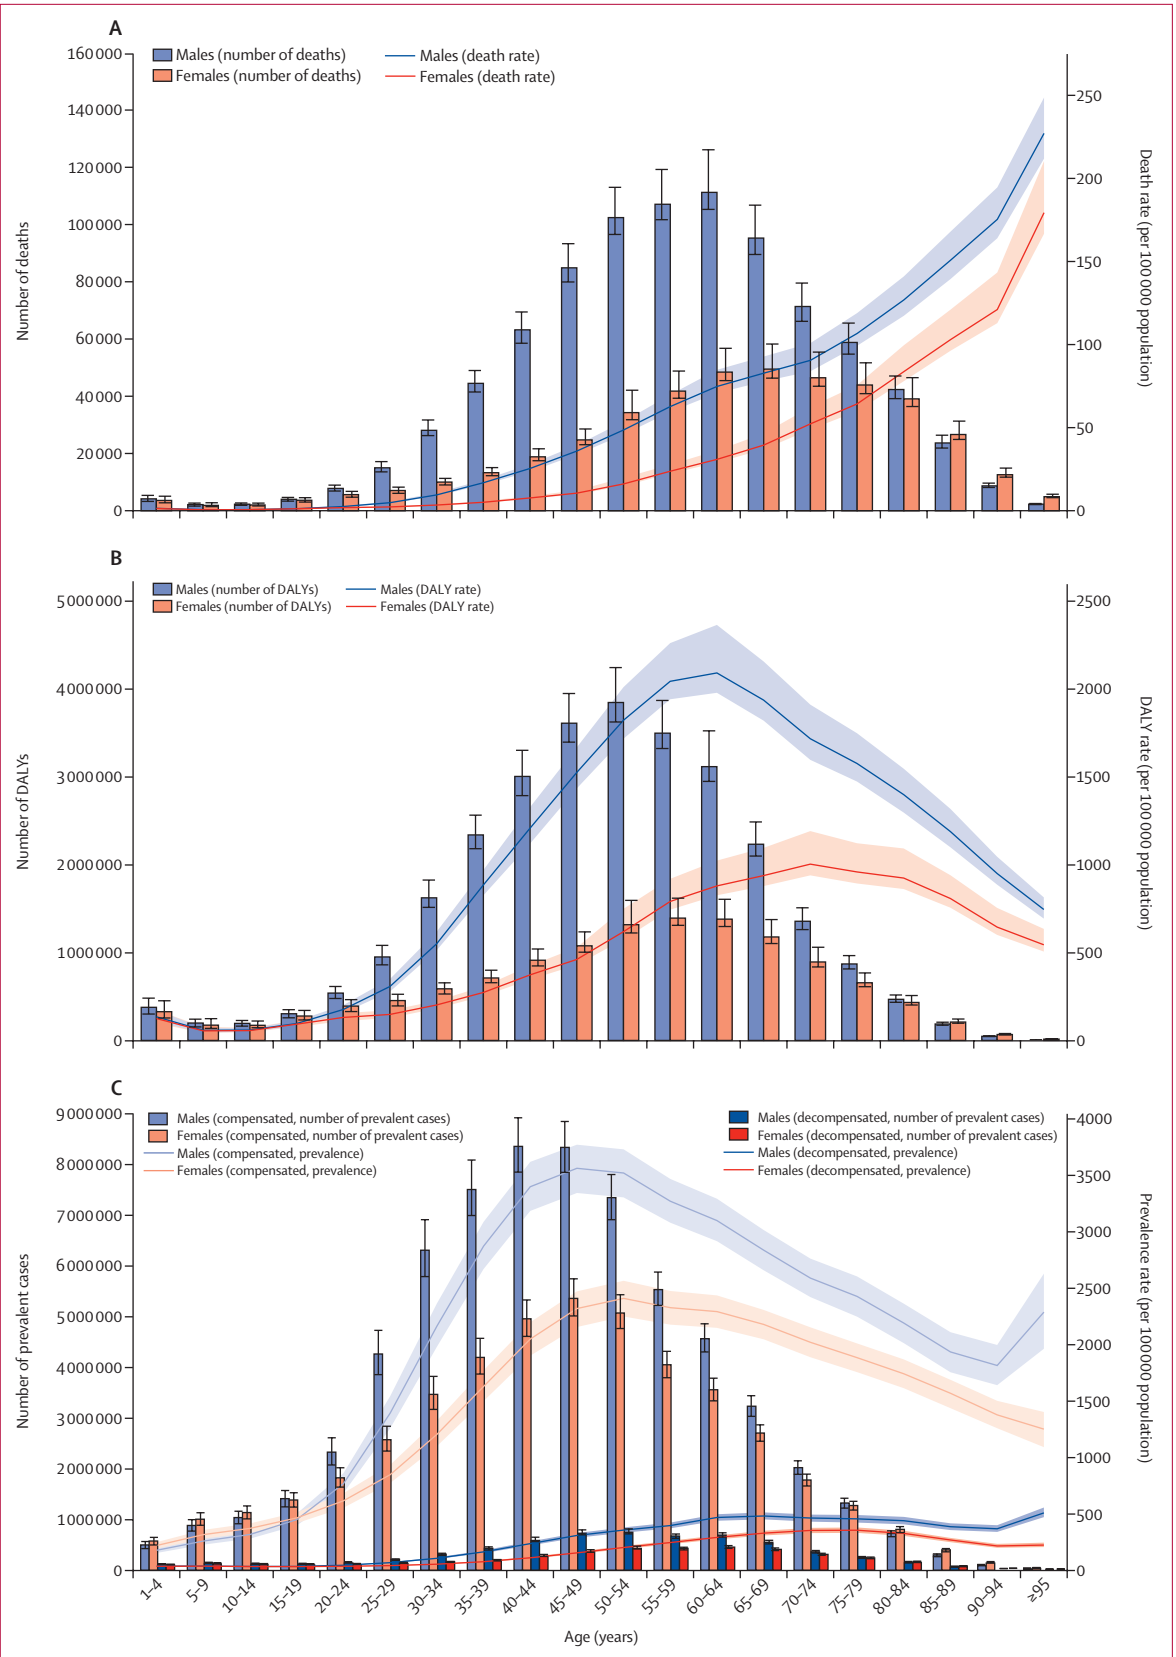 A
Males (number of deaths)
Females (number of deaths)
Males (death rate)
Females (death rate)
Number of deaths
160 000
140 000
120 000
100 000
80 000
60 000
40 000
20 000
0
250
200
150
100
50
0
Death rate (per 100 000 population)
B
Males (number of DALYs)
Females (number of DALYs)
Males (DALY rate)
Females (DALY rate)
Number of DALYs
5 000 000
4 000 000
3 000 000
2 000 000
1 000 000
0
2500
2000
1500
1000
500
0
DALY rate (per 100 000 population)
C
Males (compensated, number of prevalent cases)
Females (compensated, number of prevalent cases)
Males (compensated, prevalence)
Females (compensated, prevalence)
Males (decompensated, number of prevalent cases)
Females (decompensated, number of prevalent cases)
Males (decompensated, prevalence)
Females (decompensated, prevalence)
Number of prevalent cases
9 000 000
8 000 000
7 000 000
6 000 000
5 000 000
4 000 000
3 000 000
2 000 000
1 000 000
0
4000
3500
3000
2500
2000
1500
1000
500
0
Prevalence rate (per 100 000 population)
1–4
5–9
10–14
15–19
20–24
25–29
30–34
35–39
40–44
45–49
50–54
55–59
60–64
65–69
70–74
75–79
80–84
85–89
90–94
≥95
Age (years)